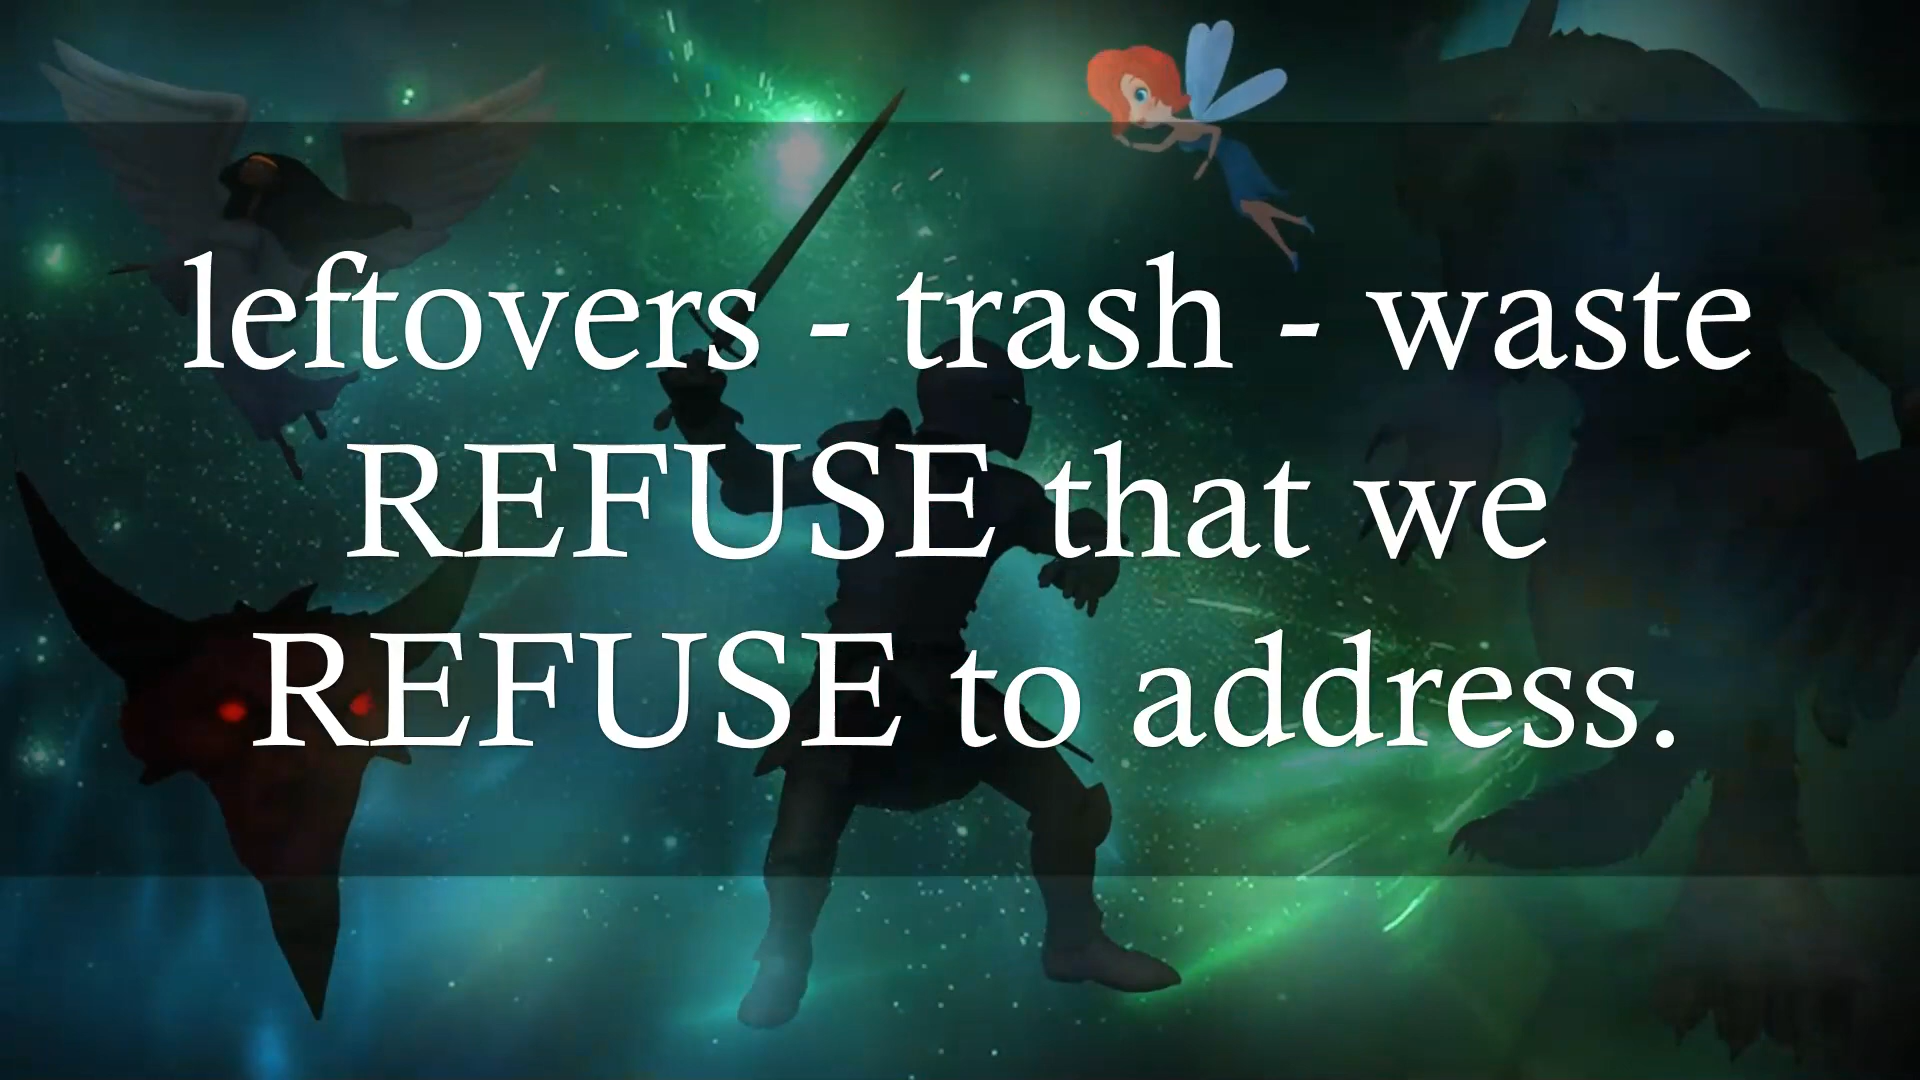 leftovers - trash - waste
REFUSE that we
REFUSE to address.